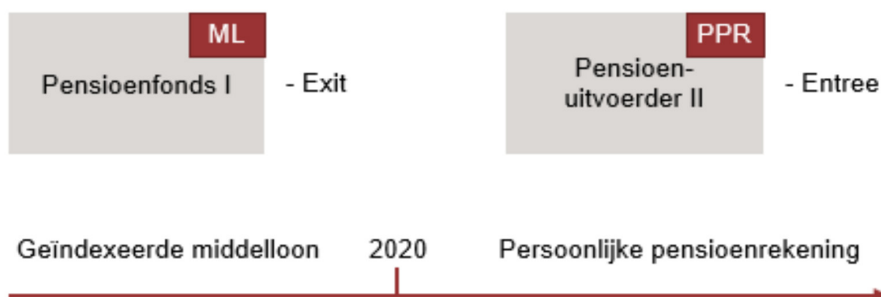 ML
Pensioenfonds I
- Exit
PPR
Pensioen-
uitvoerder II
- Entree
Geïndexeerde middelloon
2020
Persoonlijke pensioenrekening